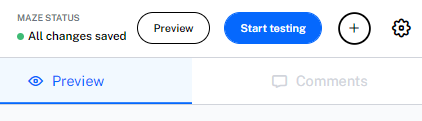 MAZE STATUS
All changes saved
Preview
Start testing
Preview
Comments